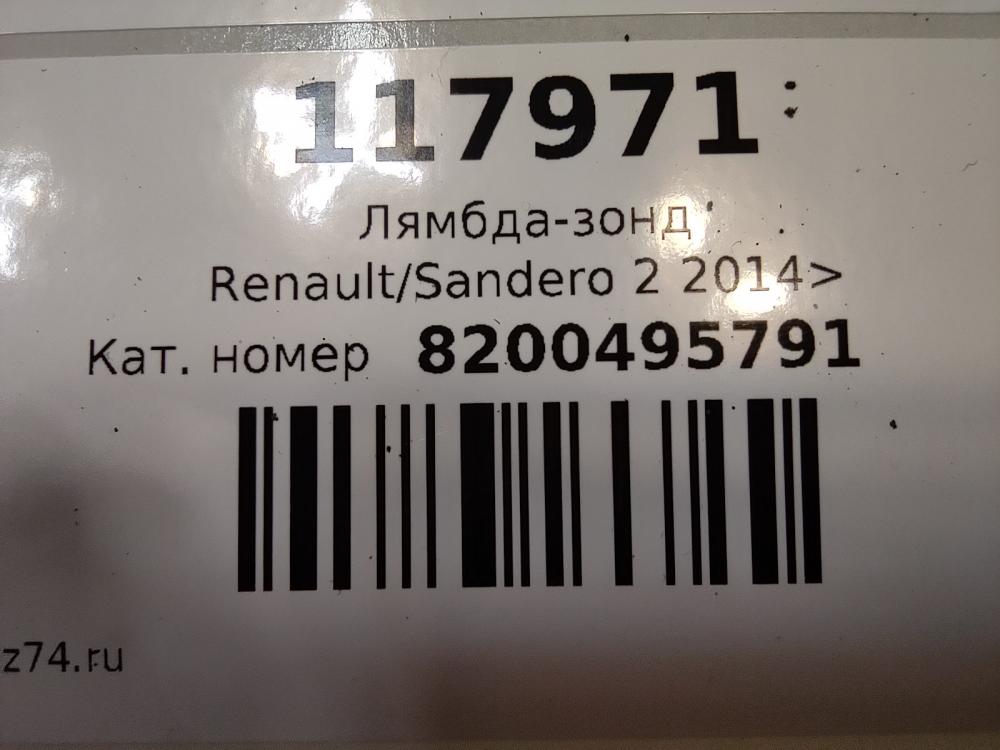 117971
Лямбда-зонд
Renault/Sandero 2 2014>
Кат. номер 8200495791
z74.ru